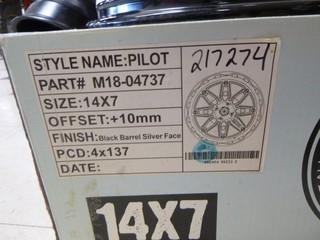 STYLE NAME:PILOT
217274
PART# M18-04737
SIZE:14X7
OFFSET:+10mm
FINISH:Black Barrel Silver Face
PCD:4x137
DATE:
14X7